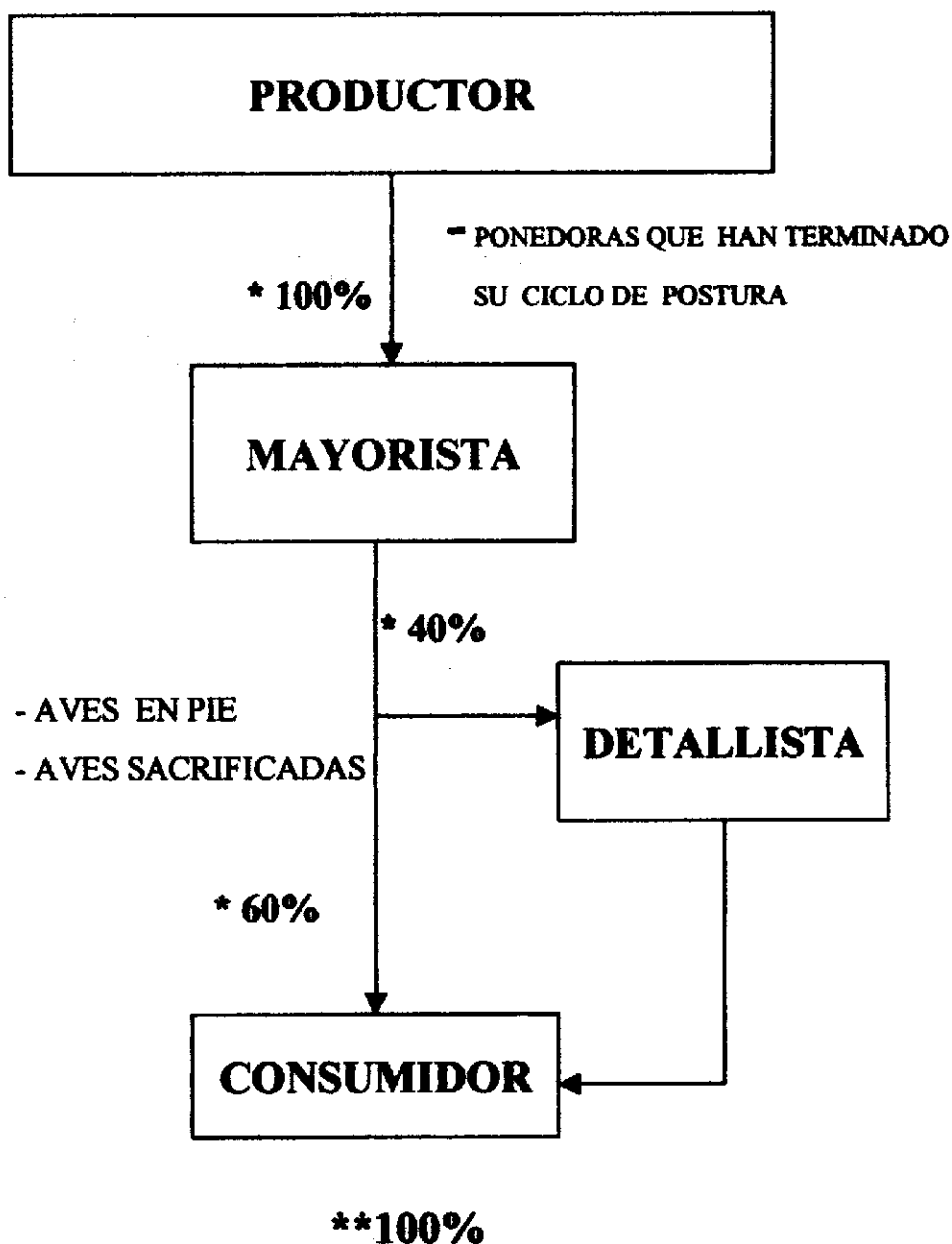 PRODUCTOR
- PONEDORAS QUE HAN TERMINADO
SU CICLO DE POSTURA
* 100%
MAYORISTA
* 40%
- AVES EN PIE
- AVES SACRIFICADAS
DETALLISTA
* 60%
CONSUMIDOR
**100%